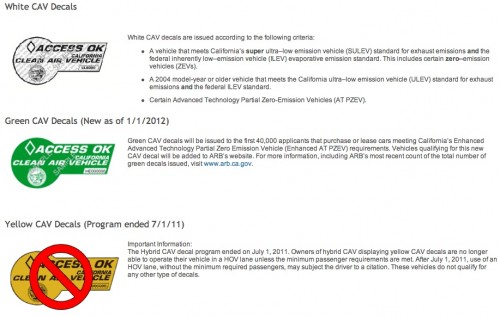 White CAV Decals
White CAV decals are issued according to the following criteria:
ACCESS OK
CALIFORNIA
CLEAN AIR VEHICLE
• A vehicle that meets California's super ultra-low emission vehicle (SULEV) standard for exhaust emissions and the
federal inherently low-emission vehicle (ILEV) evaporative emission standard. This includes certain zero-emission
vehicles (ZEVs).
• A 2004 model-year or older vehicle that meets the California ultra-low emission vehicle (ULEV) standard for exhaust
emissions and the federal ILEV standard.
• Certain Advanced Technology Partial Zero-Emission Vehicles (AT PZEV).
Green CAV Decals (New as of 1/1/2012)
ACCESS OK
CALIFORNIA
CLEAN AIR VEHICLE
Green CAV decals will be issued to the first 40,000 applicants that purchase or lease cars meeting California's Enhanced
Advanced Technology Partial Zero Emission Vehicle (Enhanced AT PZEV) requirements. Vehicles qualifying for this new
CAV decal will be added to ARB's website. For more information, including ARB's most recent count of the total number of
green decals issued, visit www.arb.ca.gov.
Yellow CAV Decals (Program ended 7/1/11)
ACCESS OK
CALIFORNIA
CLEAN AIR VEHICLE
Important Information:
The Hybrid CAV decal program ended on July 1, 2011. Owners of hybrid CAV displaying yellow CAV decals are no longer
able to operate their vehicle in a HOV lane unless the minimum passenger requirements are met. After July 1, 2011, use of an
HOV lane, without the minimum required passengers, may subject the driver to a citation. These vehicles do not qualify for
any other type of decals.